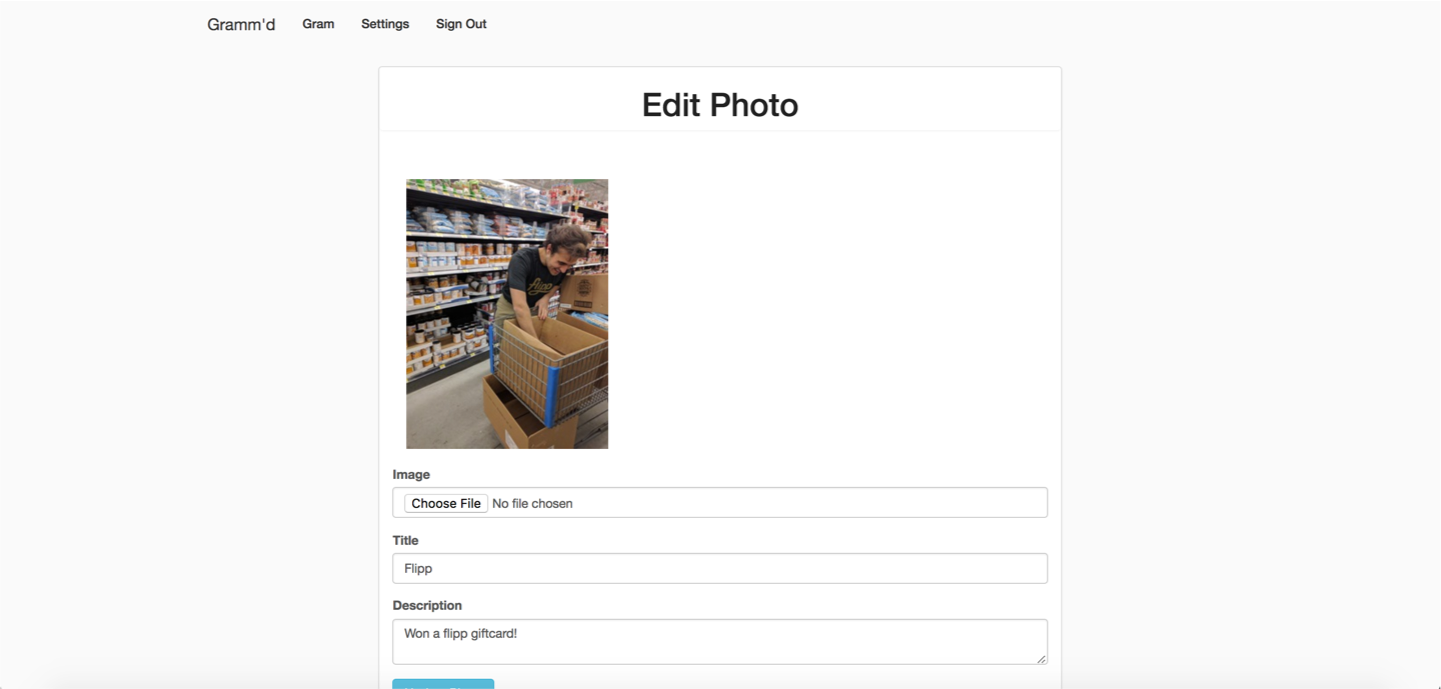 Gramm'd Gram Settings Sign Out
Edit Photo
Image
Choose File No file chosen
Title
Flipp
Description
Won a flipp giftcard!